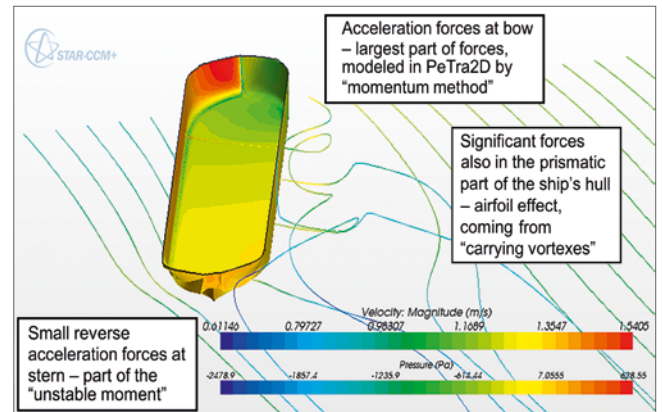 STAR-CCM+
Acceleration forces at bow
– largest part of forces,
modeled in PeTra2D by
“momentum method”
Significant forces
also in the prismatic
part of the ship’s hull
– airfoil effect,
coming from
“carrying vortexes”
Small reverse
acceleration forces at
stern – part of the
“unstable moment”
Velocity: Magnitude (m/s)
0.61146 0.79727 0.98307 1.1689 1.3547 1.5405
Pressure (Pa)
-2478.9 -1857.4 -1235.9 -614.44 7.0555 628.55